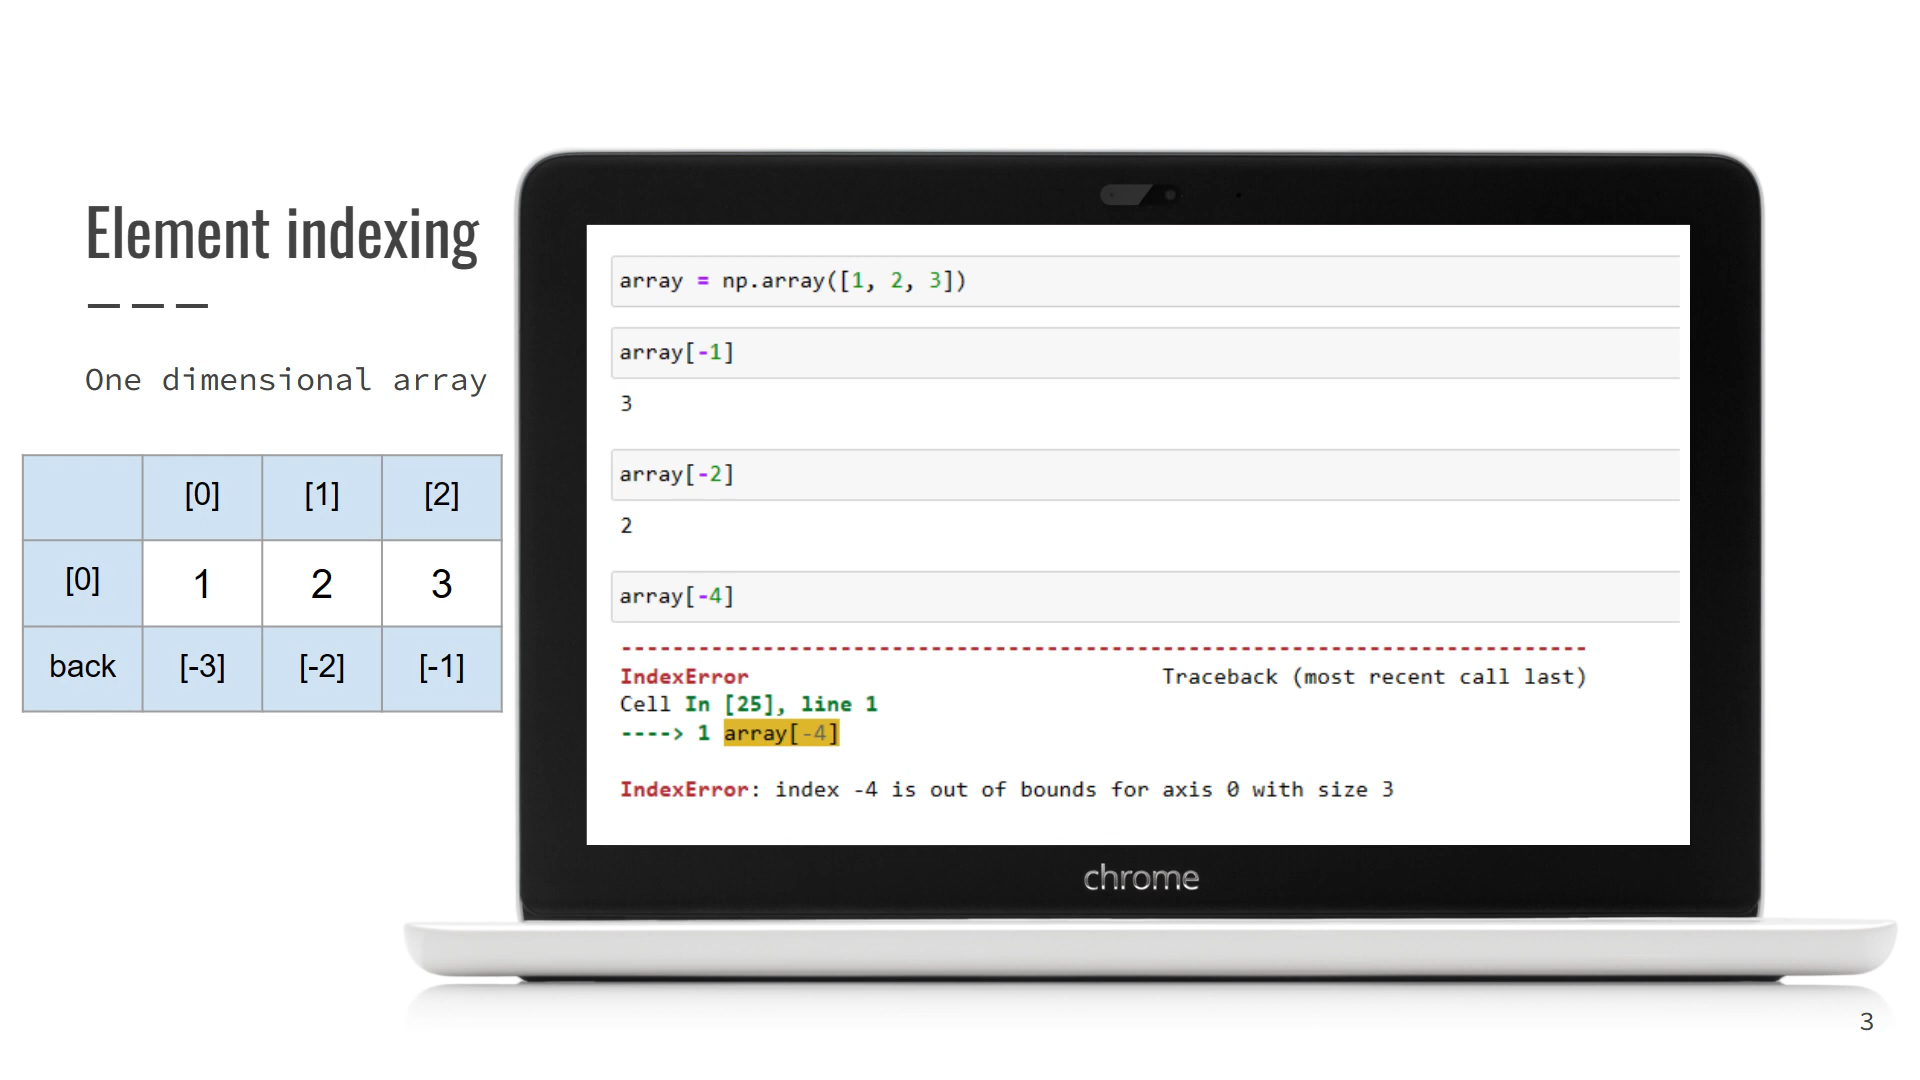 Element indexing
One dimensional array
[0] [1] [2]
[0] 1 2 3
back [-3] [-2] [-1]
array = np.array([1, 2, 3])
array[-1]
3
array[-2]
2
array[-4]
---------------------------------------------------------------------------
IndexError Traceback (most recent call last)
Cell In [25], line 1
----> 1 array[-4]
IndexError: index -4 is out of bounds for axis 0 with size 3
chrome
3